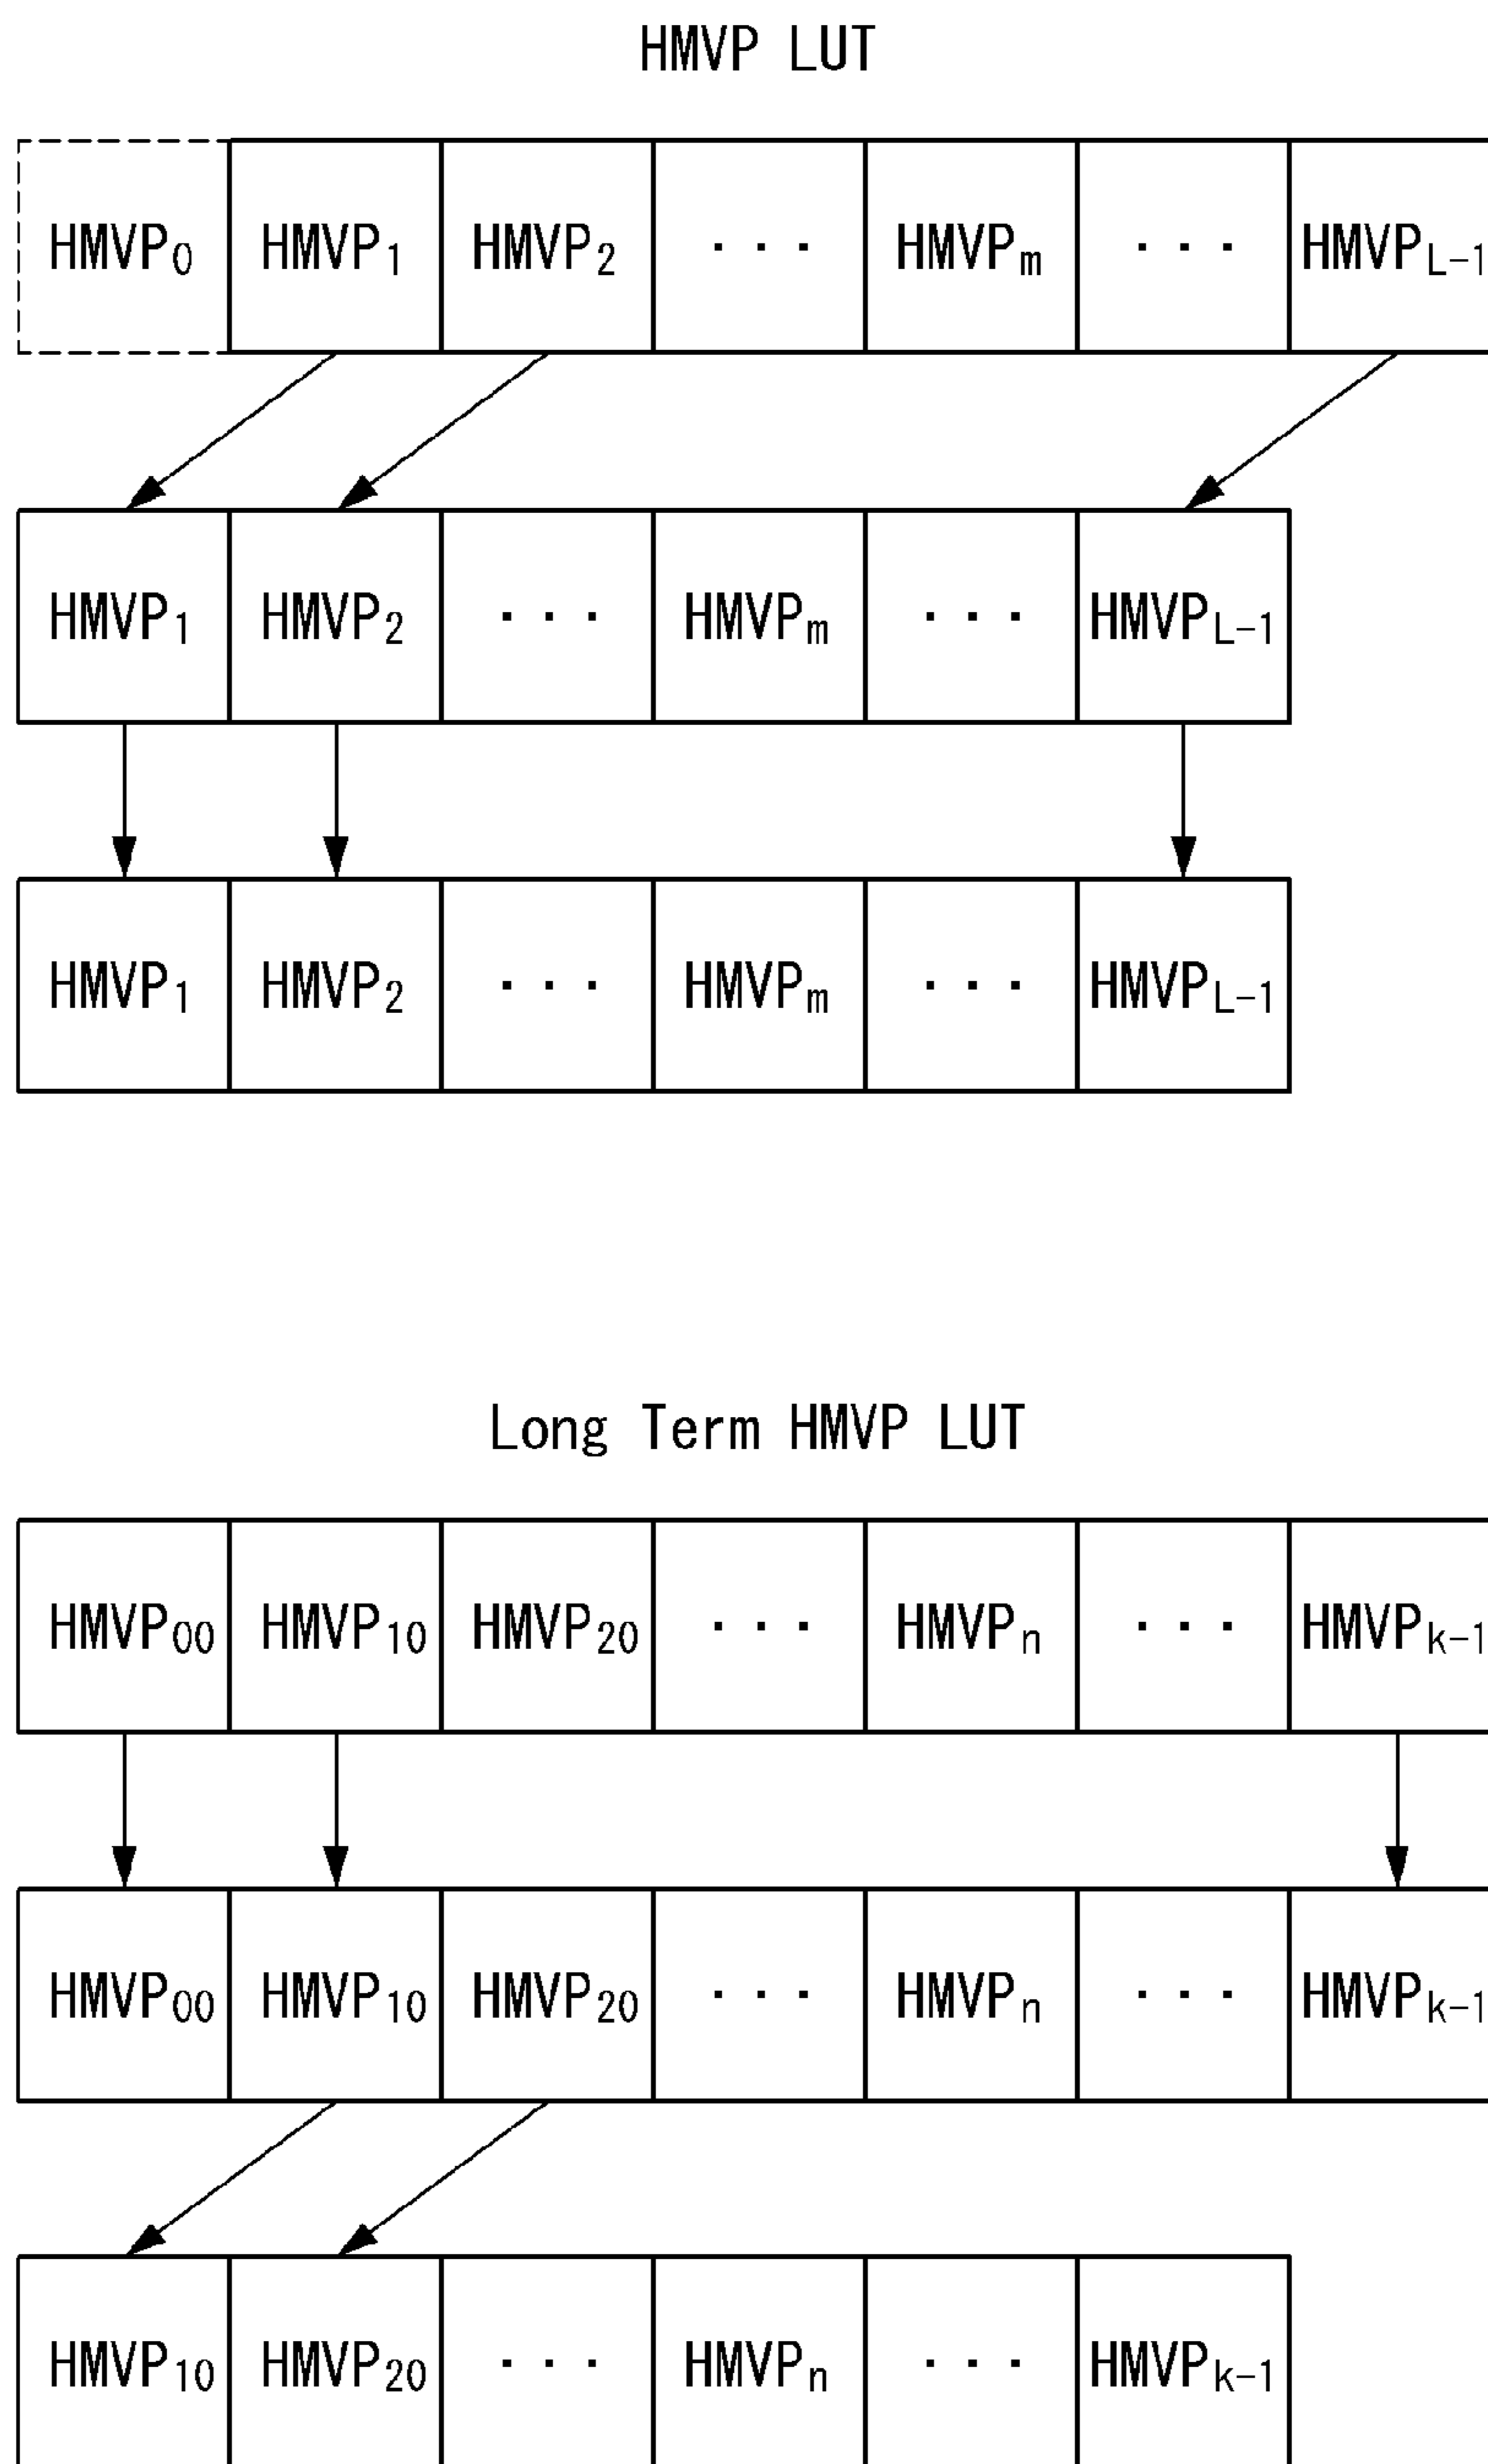 HMVP LUT
HMVP0 HMVP1 HMVP2 ... HMVPm ... HMVPL-1
HMVP1 HMVP2 ... HMVPm ... HMVPL-1
HMVP1 HMVP2 ... HMVPm ... HMVPL-1
Long Term HMVP LUT
HMVP00 HMVP10 HMVP20 ... HMVPn ... HMVPk-1
HMVP00 HMVP10 HMVP20 ... HMVPn ... HMVPk-1
HMVP10 HMVP20 ... HMVPn ... HMVPk-1